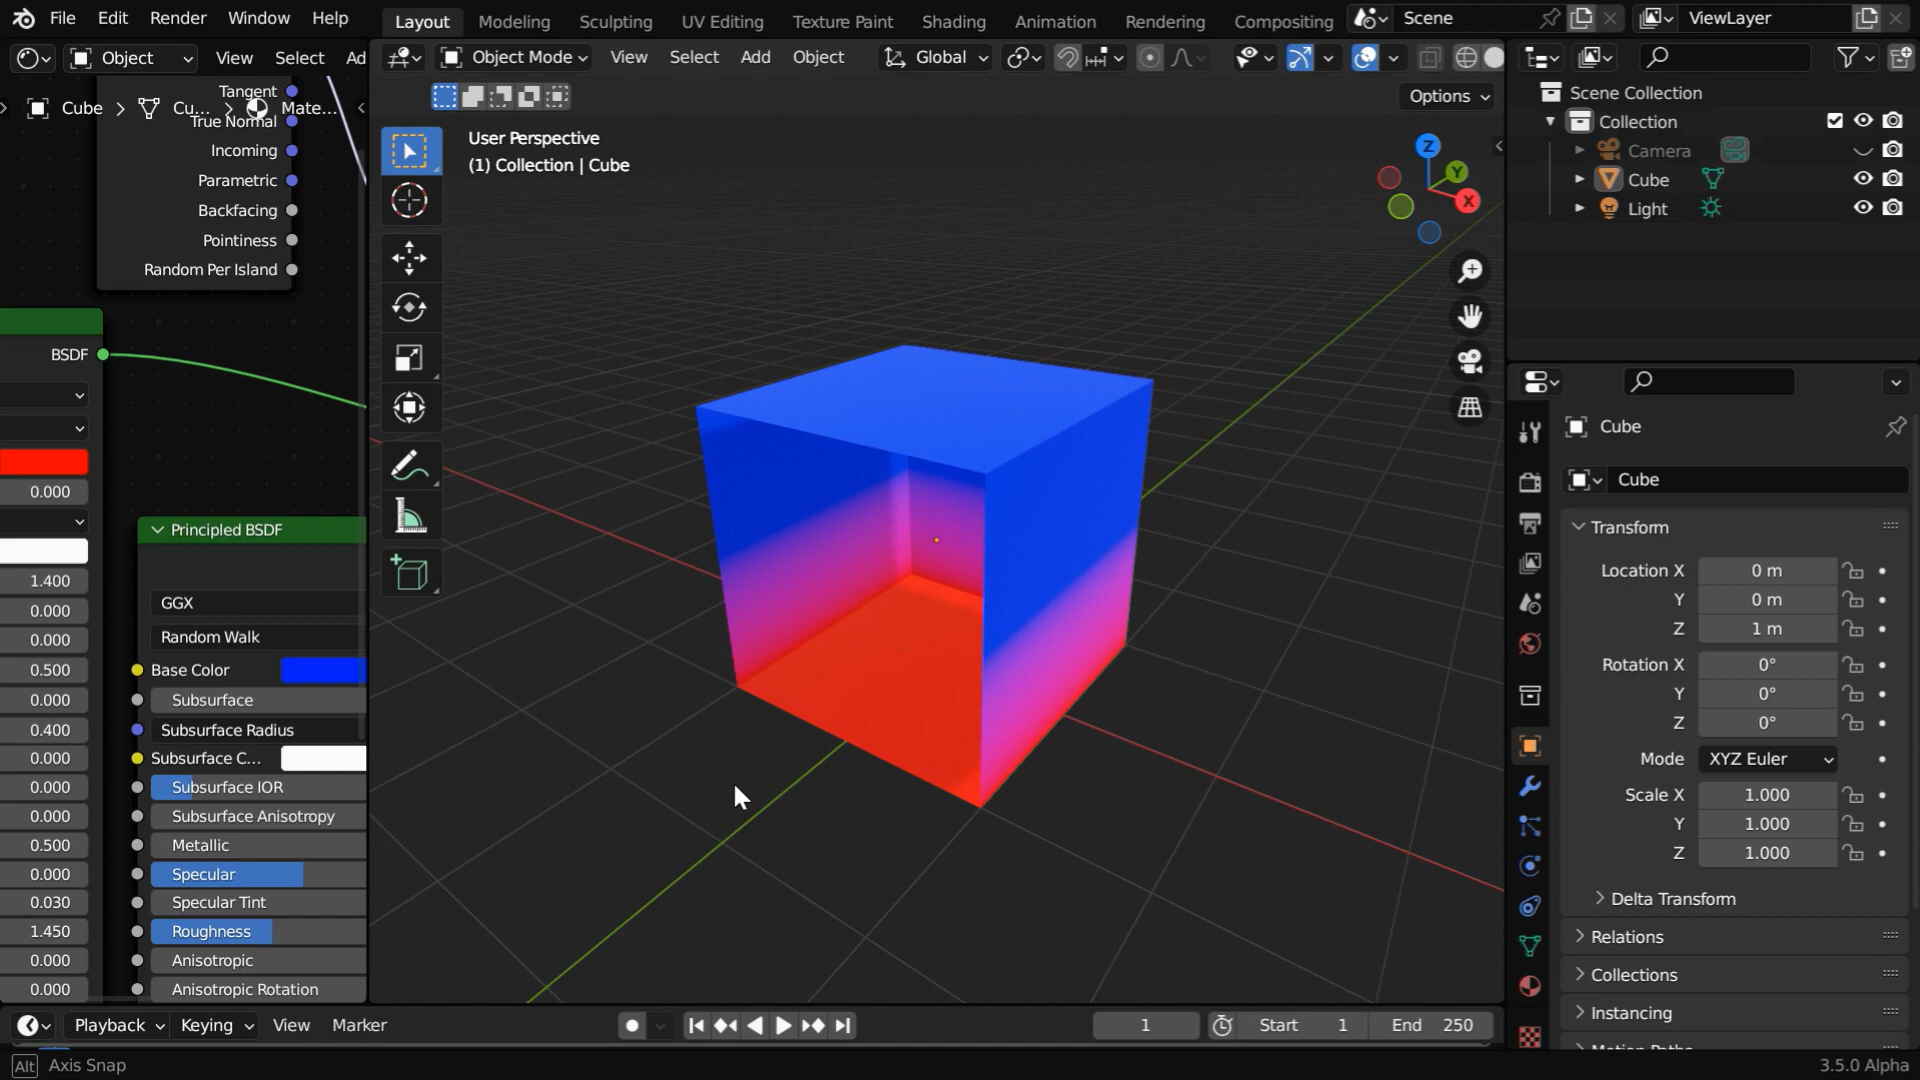 File Edit Render Window Help Layout Modeling Sculpting UV Editing Texture Paint Shading Animation Rendering Compositing Scene ViewLayer
Object View Select Ad
Object Mode View Select Add Object Global
Options
Tangent
Cube > Cu... > Mate...
True Normal
Incoming
Parametric
Backfacing
Pointiness
Random Per Island
BSDF
0.000
1.400
0.000
0.000
0.500
0.000
0.400
0.000
0.000
0.000
0.500
0.000
0.030
1.450
0.000
0.000
Principled BSDF
GGX
Random Walk
Base Color
Subsurface
Subsurface Radius
Subsurface C...
Subsurface IOR
Subsurface Anisotropy
Metallic
Specular
Specular Tint
Roughness
Anisotropic
Anisotropic Rotation
User Perspective
(1) Collection | Cube
Z
Y
X
Scene Collection
Collection
Camera
Cube
Light
Cube
Cube
Transform
Location X 0 m
Y 0 m
Z 1 m
Rotation X 0°
Y 0°
Z 0°
Mode XYZ Euler
Scale X 1.000
Y 1.000
Z 1.000
Delta Transform
Relations
Collections
Instancing
Motion Paths
Playback Keying View Marker 1 Start 1 End 250
Alt Axis Snap
3.5.0 Alpha